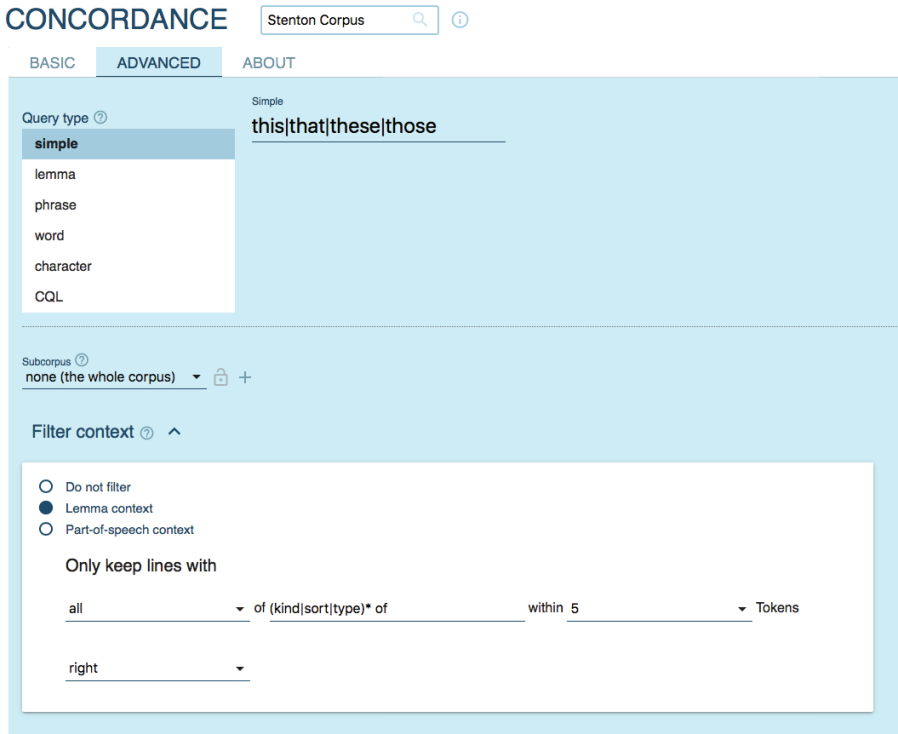 CONCORDANCE
Stenton Corpus
BASIC ADVANCED ABOUT
Query type
simple
lemma
phrase
word
character
CQL
Simple
this|that|these|those
Subcorpus
none (the whole corpus)
Filter context
Do not filter
Lemma context
Part-of-speech context
Only keep lines with
all of (kind|sort|type)* of within 5 Tokens
right